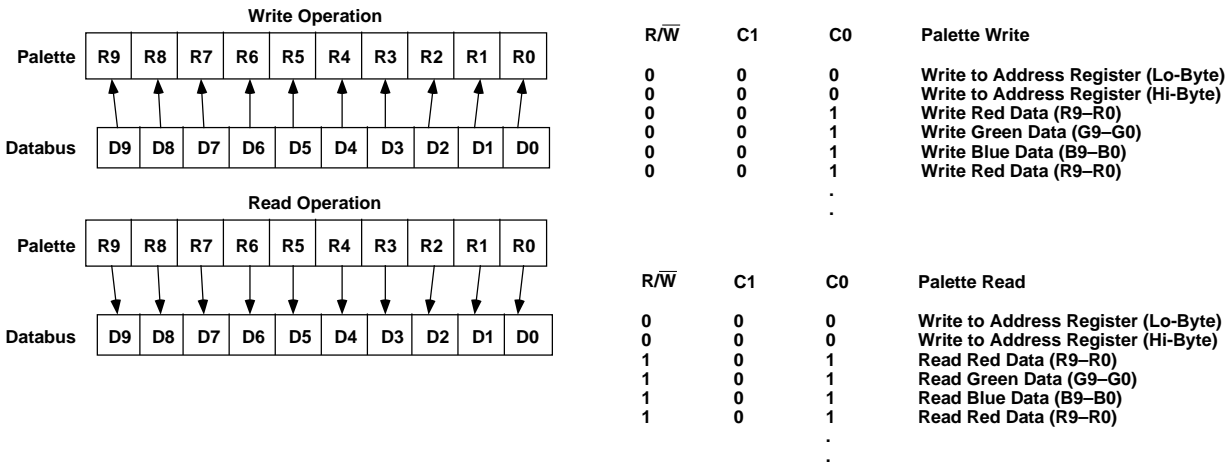 Write Operation
Palette R9 R8 R7 R6 R5 R4 R3 R2 R1 R0
Databus D9 D8 D7 D6 D5 D4 D3 D2 D1 D0
Read Operation
Palette R9 R8 R7 R6 R5 R4 R3 R2 R1 R0
Databus D9 D8 D7 D6 D5 D4 D3 D2 D1 D0
R/W̅ C1 C0 Palette Write
0 0 0 Write to Address Register (Lo-Byte)
0 0 0 Write to Address Register (Hi-Byte)
0 0 1 Write Red Data (R9–R0)
0 0 1 Write Green Data (G9–G0)
0 0 1 Write Blue Data (B9–B0)
0 0 1 Write Red Data (R9–R0)
.
.
R/W̅ C1 C0 Palette Read
0 0 0 Write to Address Register (Lo-Byte)
0 0 0 Write to Address Register (Hi-Byte)
1 0 1 Read Red Data (R9–R0)
1 0 1 Read Green Data (G9–G0)
1 0 1 Read Blue Data (B9–B0)
1 0 1 Read Red Data (R9–R0)
.
.